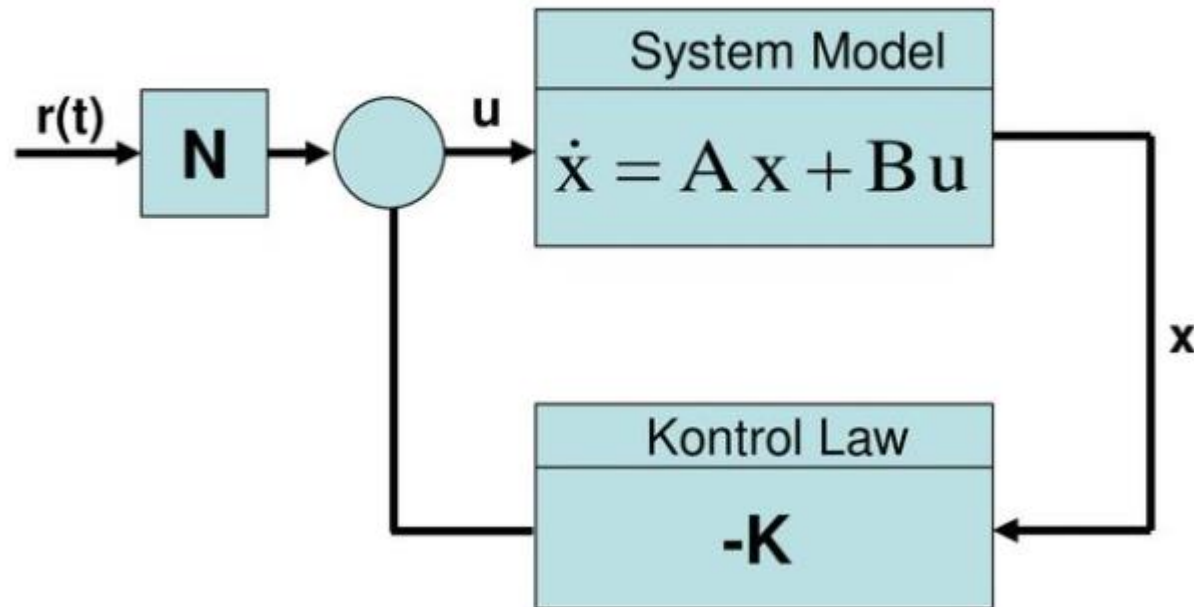 System Model
r(t)
N
u
ẋ = A x + B u
x
Kontrol Law
-K